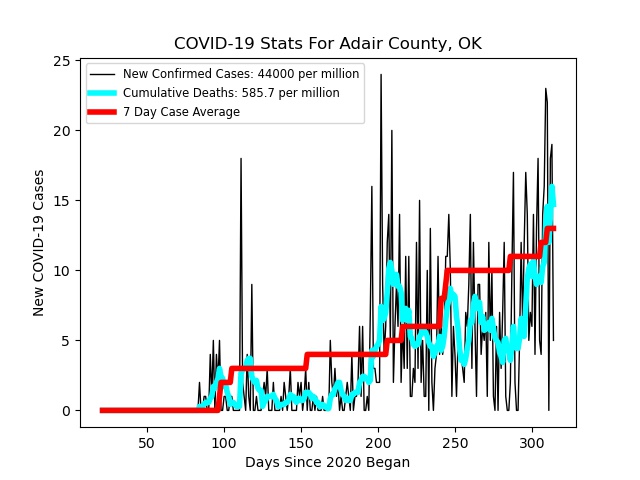 COVID-19 Stats For Adair County, OK
New Confirmed Cases: 44000 per million
Cumulative Deaths: 585.7 per million
7 Day Case Average
New COVID-19 Cases
25
20
15
10
5
0
50
100
150
200
250
300
Days Since 2020 Began